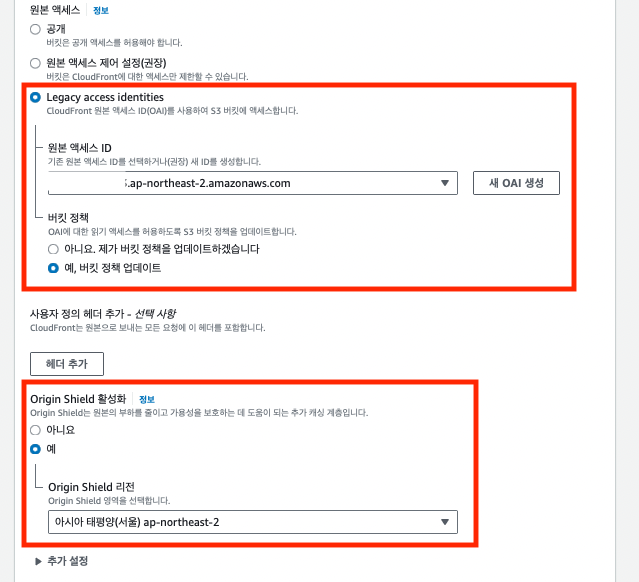 원본 액세스 정보
공개
버킷은 공개 액세스를 허용해야 합니다.
원본 액세스 제어 설정(권장)
버킷은 CloudFront에 대한 액세스만 제한할 수 있습니다.
Legacy access identities
CloudFront 원본 액세스 ID(OAI)를 사용하여 S3 버킷에 액세스합니다.
원본 액세스 ID
기존 원본 액세스 ID를 선택하거나(권장) 새 ID를 생성합니다.
.ap-northeast-2.amazonaws.com 새 OAI 생성
버킷 정책
OAI에 대한 읽기 액세스를 허용하도록 S3 버킷 정책을 업데이트합니다.
아니요. 제가 버킷 정책을 업데이트하겠습니다
예, 버킷 정책 업데이트
사용자 정의 헤더 추가 - 선택 사항
CloudFront는 원본으로 보내는 모든 요청에 이 헤더를 포함합니다.
헤더 추가
Origin Shield 활성화 정보
Origin Shield는 원본의 부하를 줄이고 가용성을 보호하는 데 도움이 되는 추가 캐싱 계층입니다.
아니요
예
Origin Shield 리전
Origin Shield 영역을 선택합니다.
아시아 태평양(서울) ap-northeast-2
추가 설정